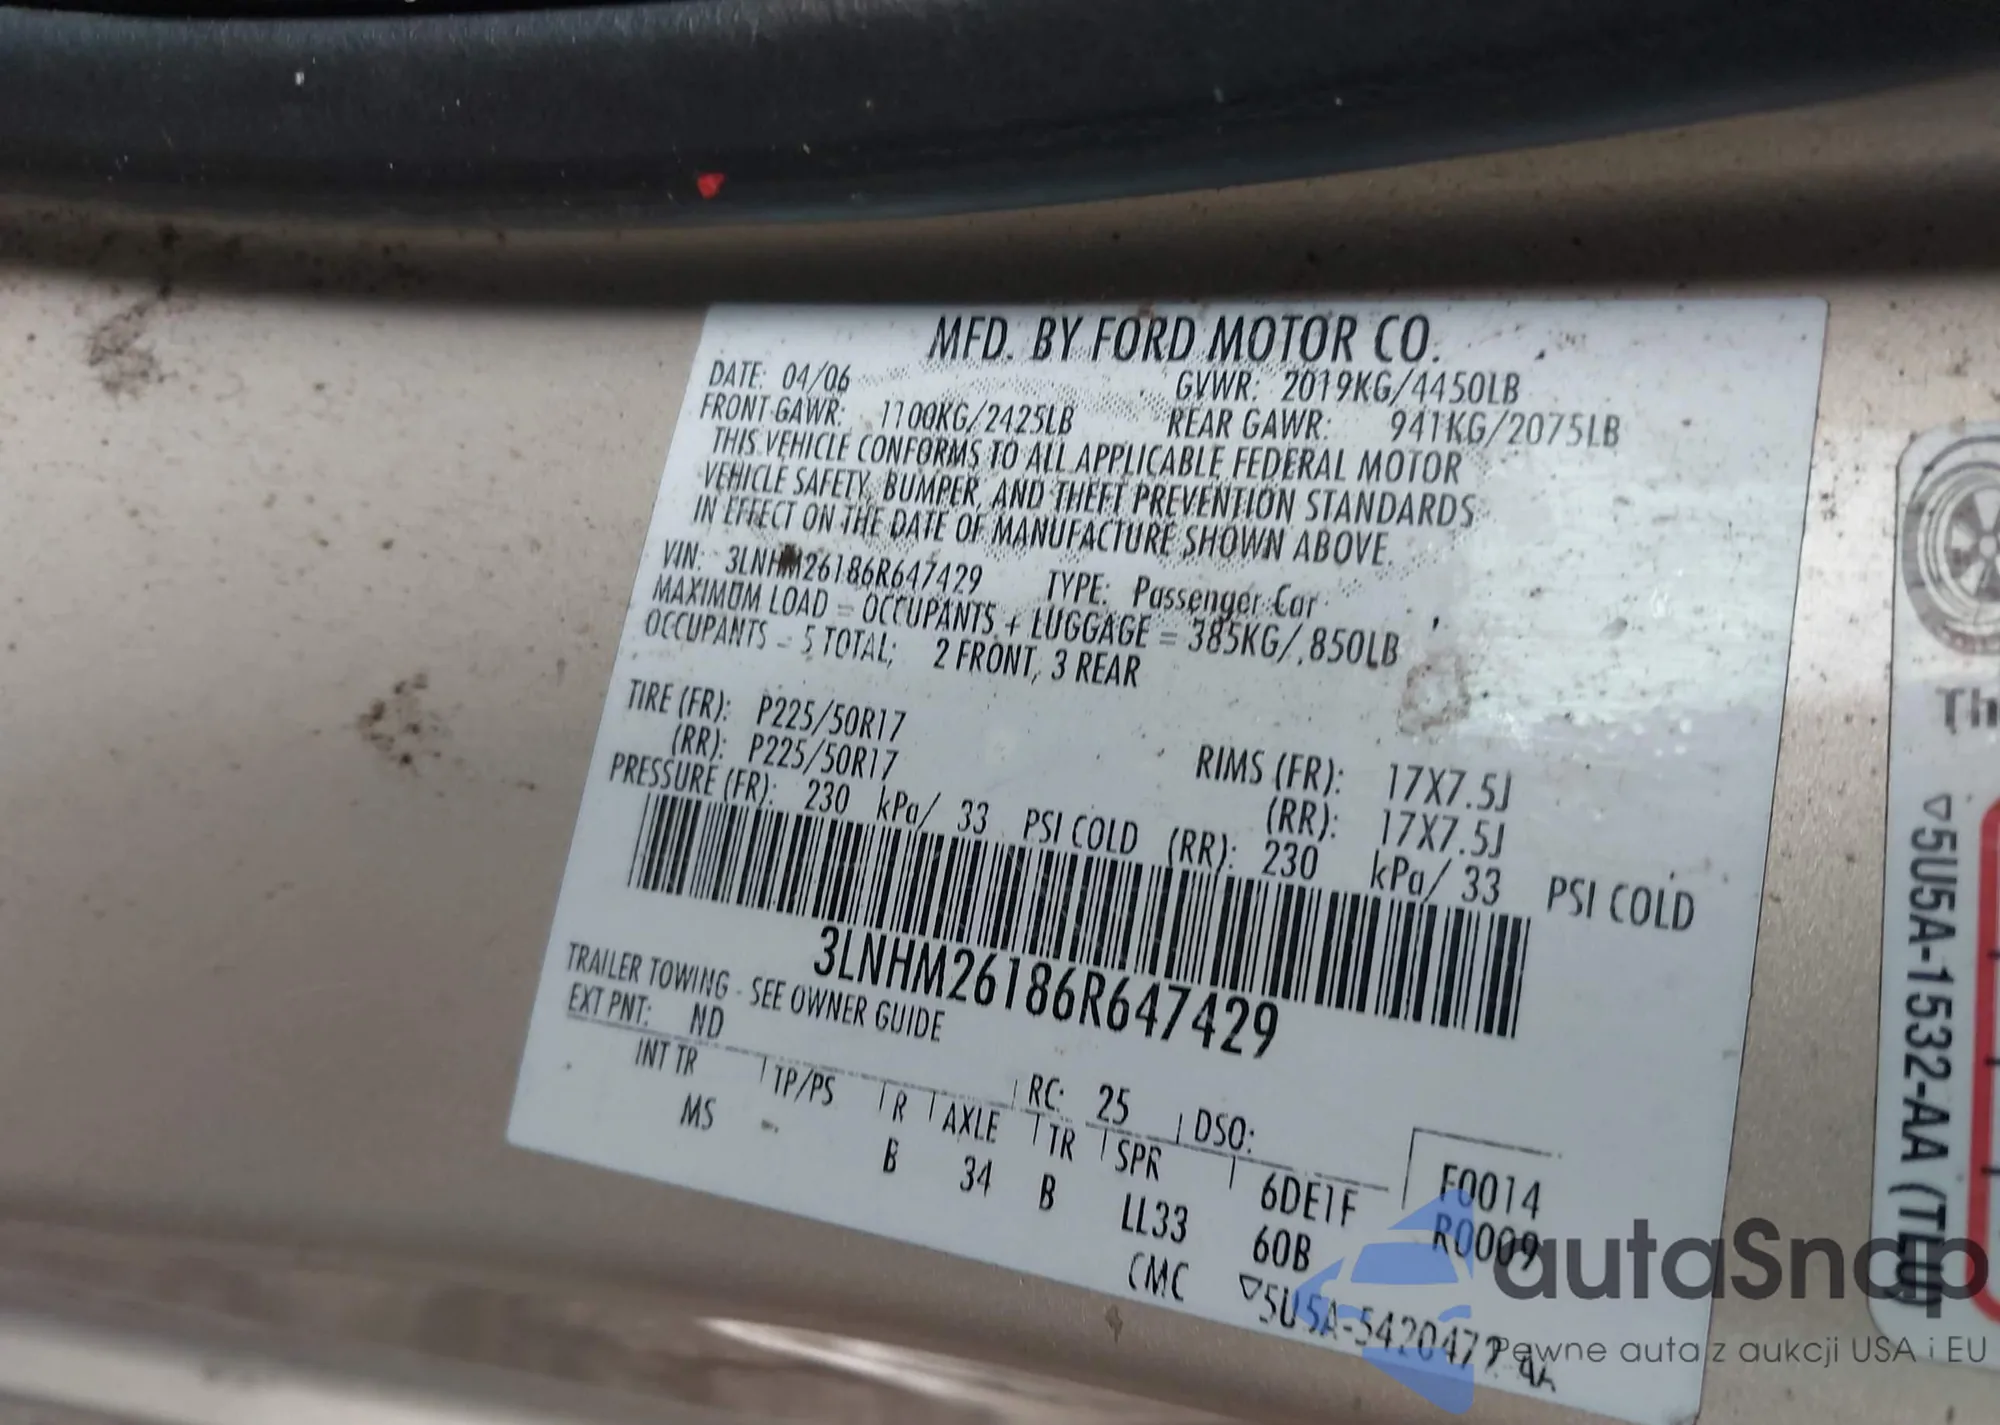 MFD. BY FORD MOTOR CO.
DATE: 04/06 GVWR: 2019KG/4450LB
FRONT GAWR: 1100KG/2425LB REAR GAWR: 941KG/2075LB
THIS VEHICLE CONFORMS TO ALL APPLICABLE FEDERAL MOTOR
VEHICLE SAFETY, BUMPER, AND THEFT PREVENTION STANDARDS
IN EFFECT ON THE DATE OF MANUFACTURE SHOWN ABOVE.
VIN: 3LNHM26186R647429 TYPE: Passenger Car
MAXIMUM LOAD = OCCUPANTS + LUGGAGE = 385KG/ 850LB
OCCUPANTS = 5 TOTAL; 2 FRONT, 3 REAR
TIRE (FR): P225/50R17 RIMS (FR): 17X7.5J
(RR): P225/50R17 (RR): 17X7.5J
PRESSURE (FR): 230 kPa/ 33 PSI COLD (RR): 230 kPa/ 33 PSI COLD
3LNHM26186R647429
TRAILER TOWING - SEE OWNER GUIDE
EXT PNT: ND RC: 25 DSO:
INT TR TP/PS R AXLE TR SPR 6DE1F F0014
MS B 34 B LL33 60B R0009
CMC
▽5U5A-5420472
Th
▽5U5A-1532-AA (TLU)
autaSnap
Pewne auta z aukcji USA i EU